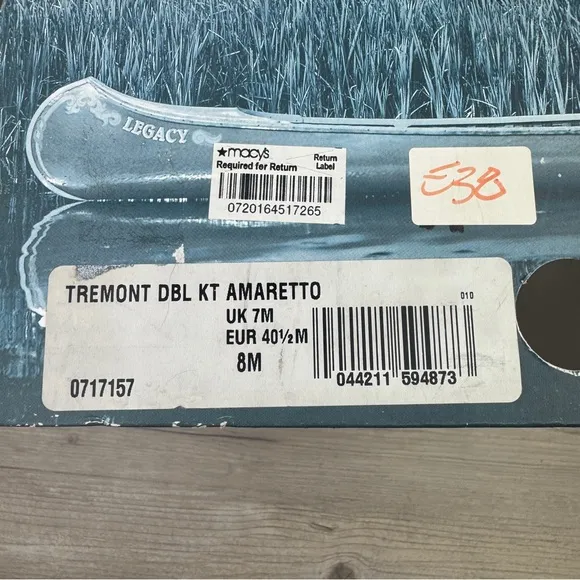 LEGACY
★macy's Return
Required for Return Label
0720164517265
E38
TREMONT DBL KT AMARETTO
UK 7M
EUR 40½M
8M
010
044211 594873
0717157